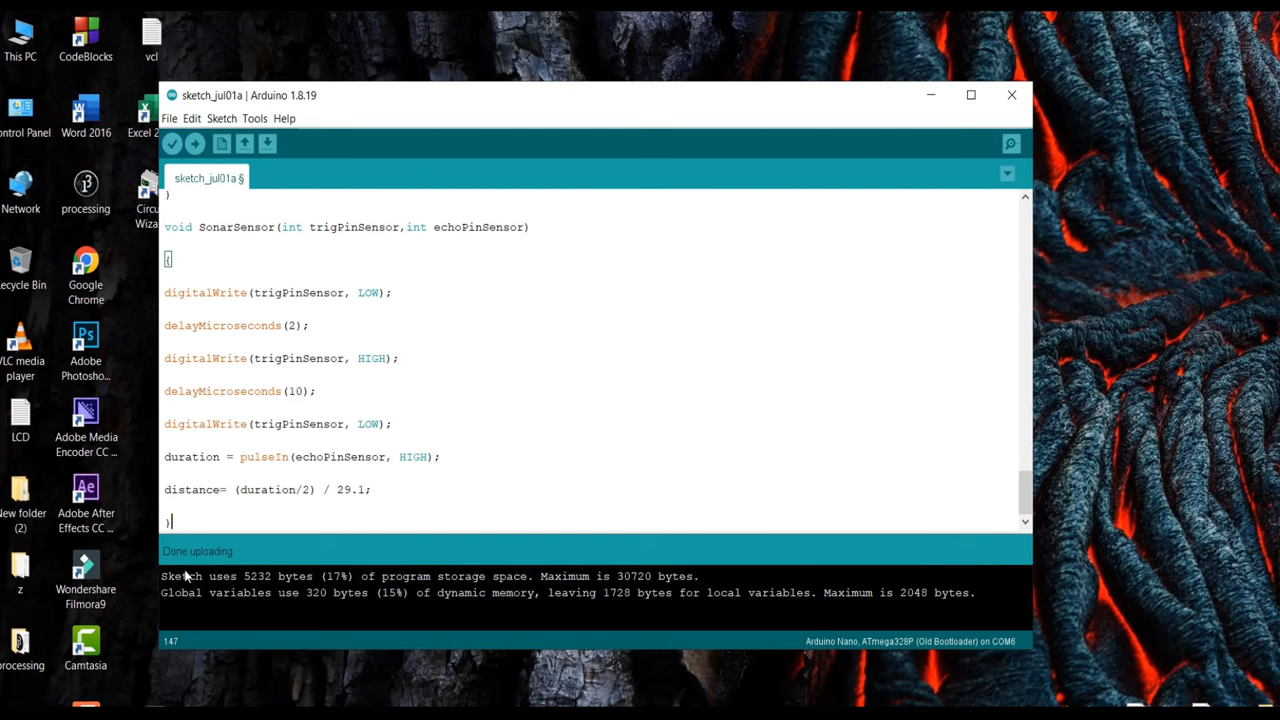 This PC
CodeBlocks
vcl
ontrol Panel
Word 2016
Excel 2
Network
processing
Circu
Wiza
ecycle Bin
Google
Chrome
VLC media
player
Adobe
Photosho...
LCD
Adobe Media
Encoder CC ...
New folder
(2)
Adobe After
Effects CC ...
z
Wondershare
Filmora9
processing
Camtasia
sketch_jul01a | Arduino 1.8.19
File Edit Sketch Tools Help
sketch_jul01a §
}
void SonarSensor(int trigPinSensor,int echoPinSensor)
{
digitalWrite(trigPinSensor, LOW);
delayMicroseconds(2);
digitalWrite(trigPinSensor, HIGH);
delayMicroseconds(10);
digitalWrite(trigPinSensor, LOW);
duration = pulseIn(echoPinSensor, HIGH);
distance= (duration/2) / 29.1;
}
Done uploading
Sketch uses 5232 bytes (17%) of program storage space. Maximum is 30720 bytes.
Global variables use 320 bytes (15%) of dynamic memory, leaving 1728 bytes for local variables. Maximum is 2048 bytes.
147
Arduino Nano, ATmega328P (Old Bootloader) on COM6